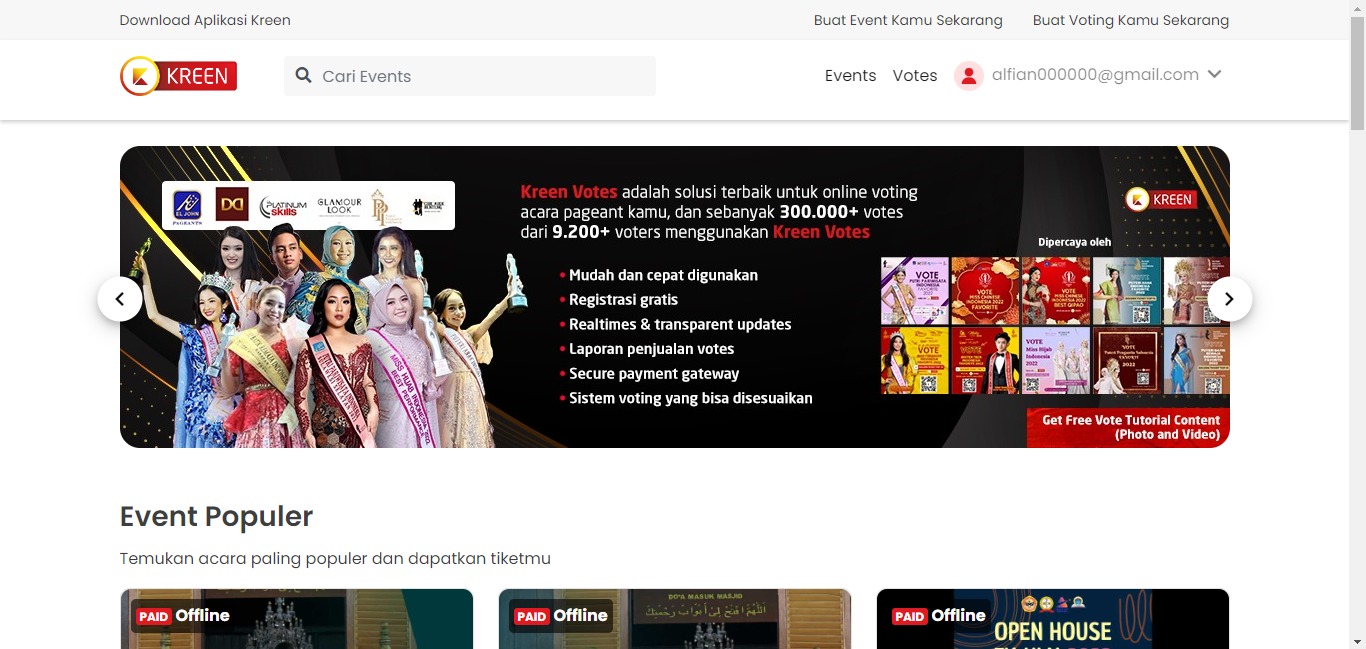 Download Aplikasi Kreen
Buat Event Kamu Sekarang
Buat Voting Kamu Sekarang
KREEN
Cari Events
Events
Votes
alfian000000@gmail.com
EL JOHN
PAGEANTS
PLATINUM
SKILLS
GLAMOUR
LOOK
Kreen Votes adalah solusi terbaik untuk online voting
acara pageant kamu, dan sebanyak 300.000+ votes
dari 9.200+ voters menggunakan Kreen Votes
• Mudah dan cepat digunakan
• Registrasi gratis
• Realtimes & transparent updates
• Laporan penjualan votes
• Secure payment gateway
• Sistem voting yang bisa disesuaikan
KREEN
Dipercaya oleh
Get Free Vote Tutorial Content
(Photo and Video)
Event Populer
Temukan acara paling populer dan dapatkan tiketmu
PAID Offline
PAID Offline
DO'A MASUK MASJID
PAID Offline
OPEN HOUSE